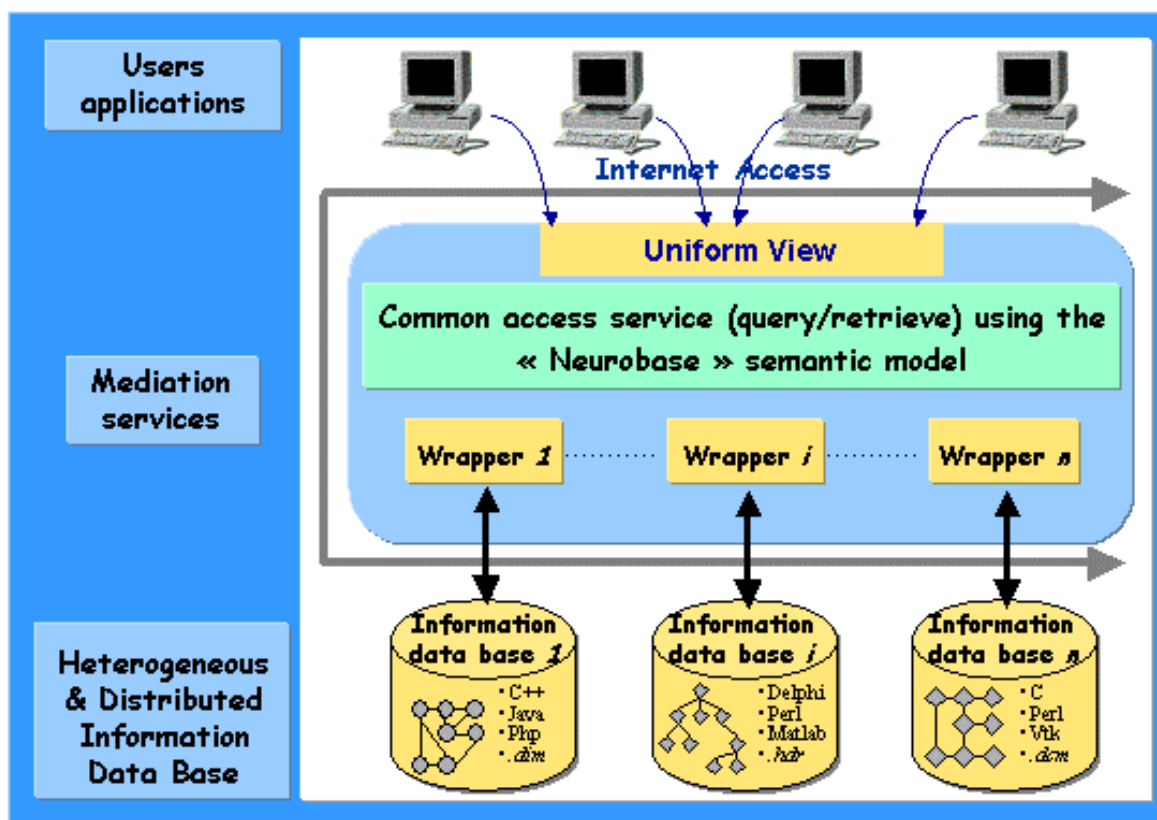 Users
applications
Internet Access
Uniform View
Common access service (query/retrieve) using the
« Neurobase » semantic model
Mediation
services
Wrapper 1
Wrapper i
Wrapper n
Heterogeneous
& Distributed
Information
Data Base
Information
data base 1
• C++
• Java
• Php
• .dim
Information
data base i
• Delphi
• Perl
• Matlab
• .hdr
Information
data base n
• C
• Perl
• Vtk
• .dcm